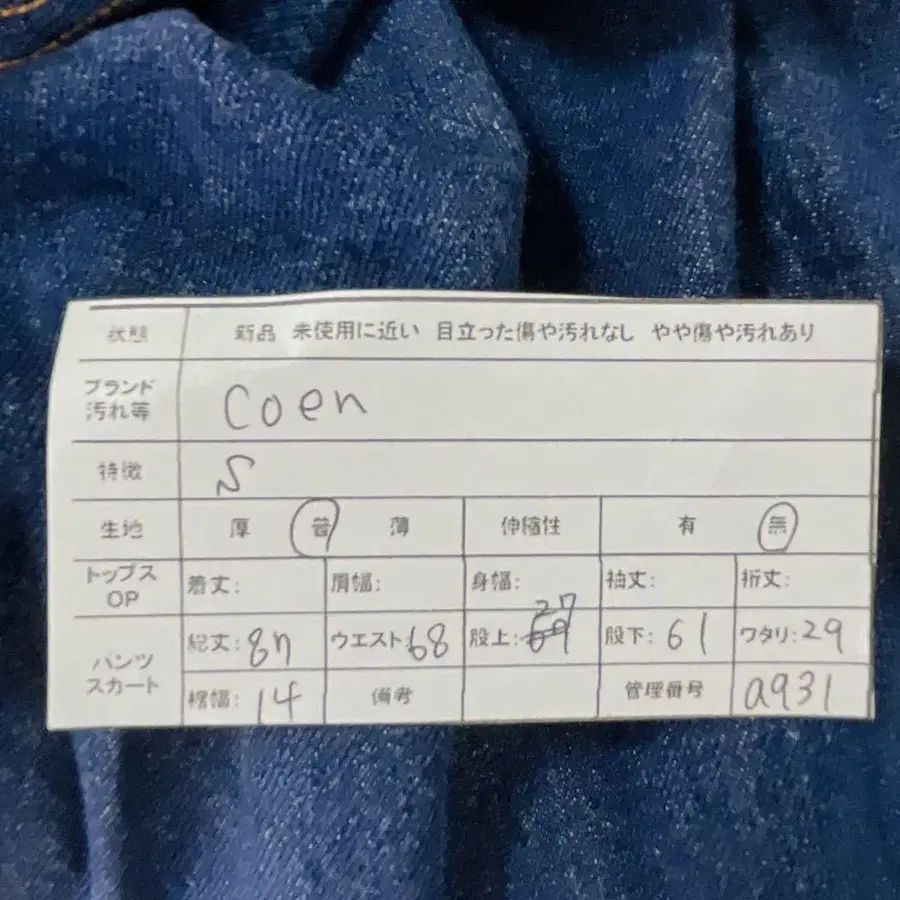 状態 新品 未使用に近い 目立った傷や汚れなし やや傷や汚れあり
ブランド
汚れ等 coen
特徴 S
生地 厚 普 薄 伸縮性 有 無
トップス
OP 着丈: 肩幅: 身幅: 袖丈: 裄丈:
パンツ
スカート
総丈:87 ウエスト:68 股上:27 股下:61 ワタリ:29
裾幅:14 備考 管理番号 a931